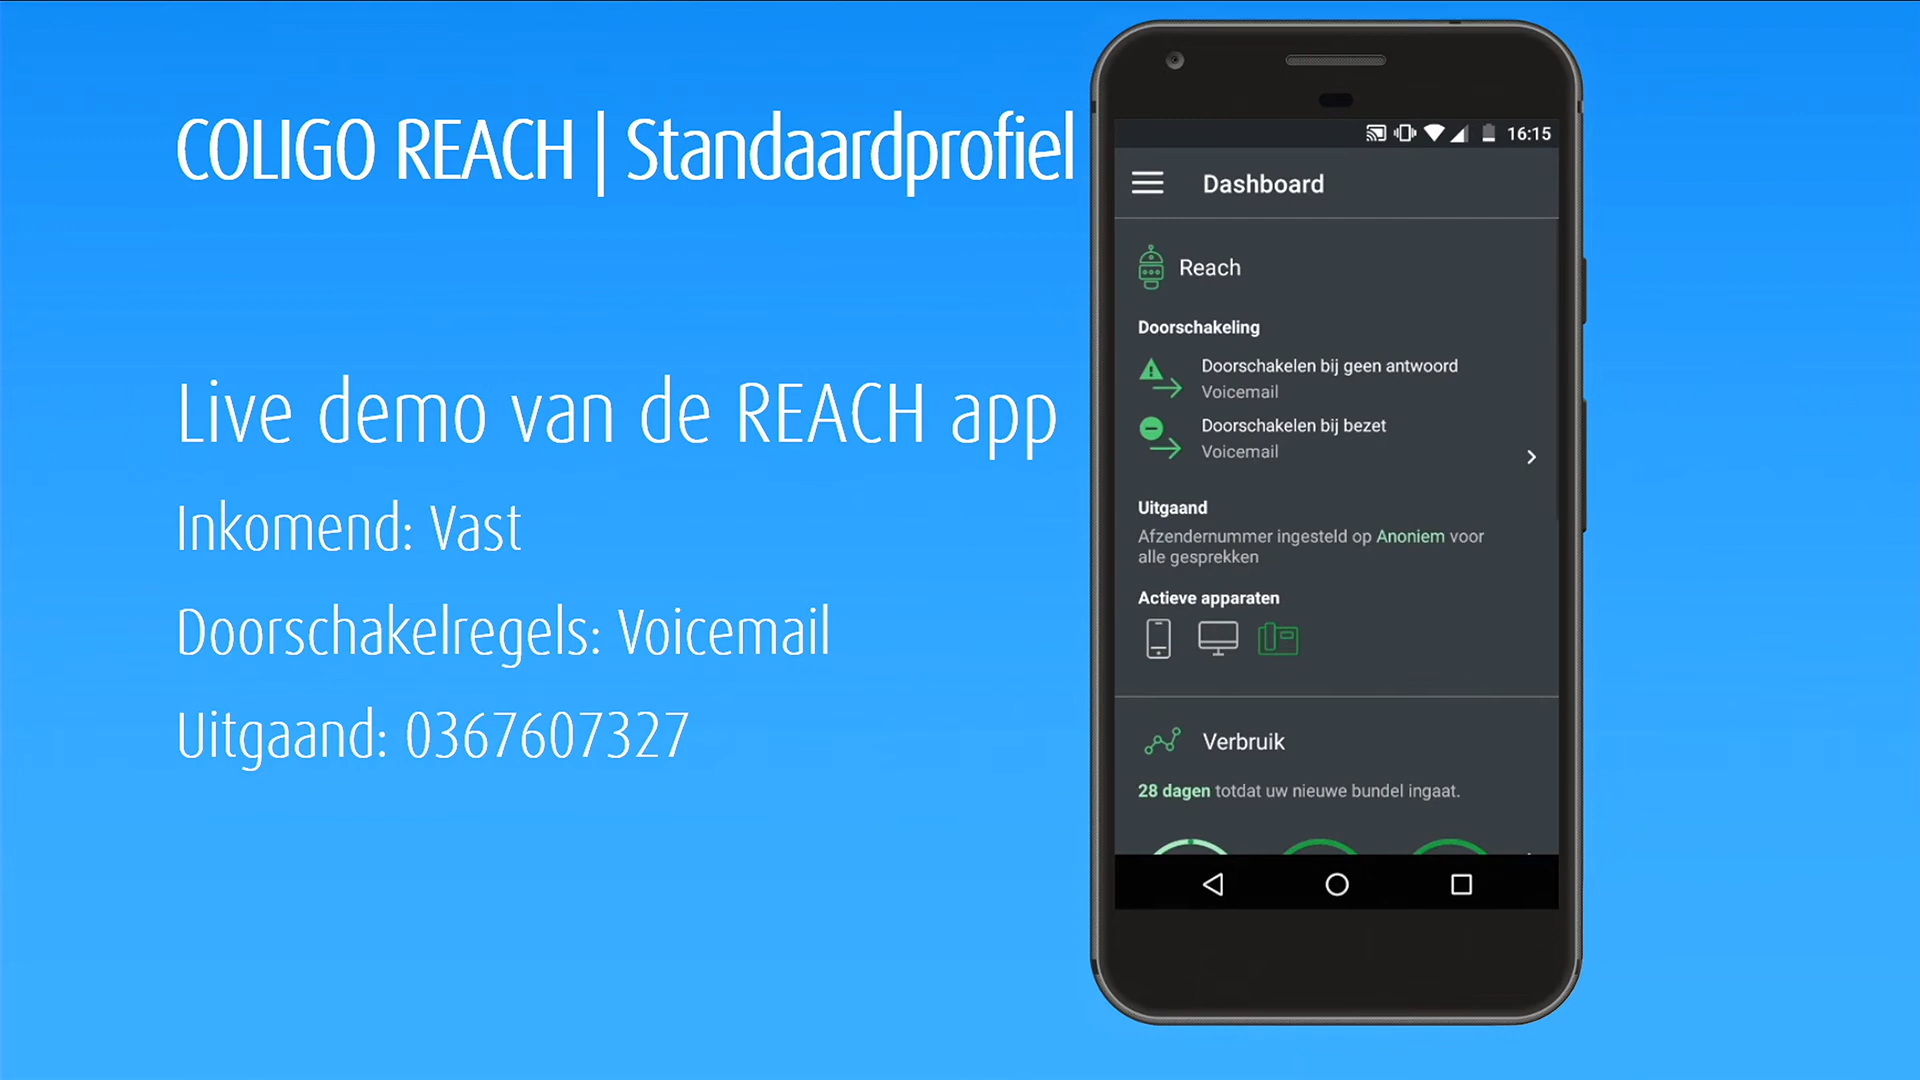 COLIGO REACH | Standaardprofiel
Live demo van de REACH app
Inkomend: Vast
Doorschakelregels: Voicemail
Uitgaand: 0367607327
16:15
Dashboard
Reach
Doorschakeling
Doorschakelen bij geen antwoord
Voicemail
Doorschakelen bij bezet
Voicemail
Uitgaand
Afzendernummer ingesteld op Anoniem voor
alle gesprekken
Actieve apparaten
Verbruik
28 dagen totdat uw nieuwe bundel ingaat.